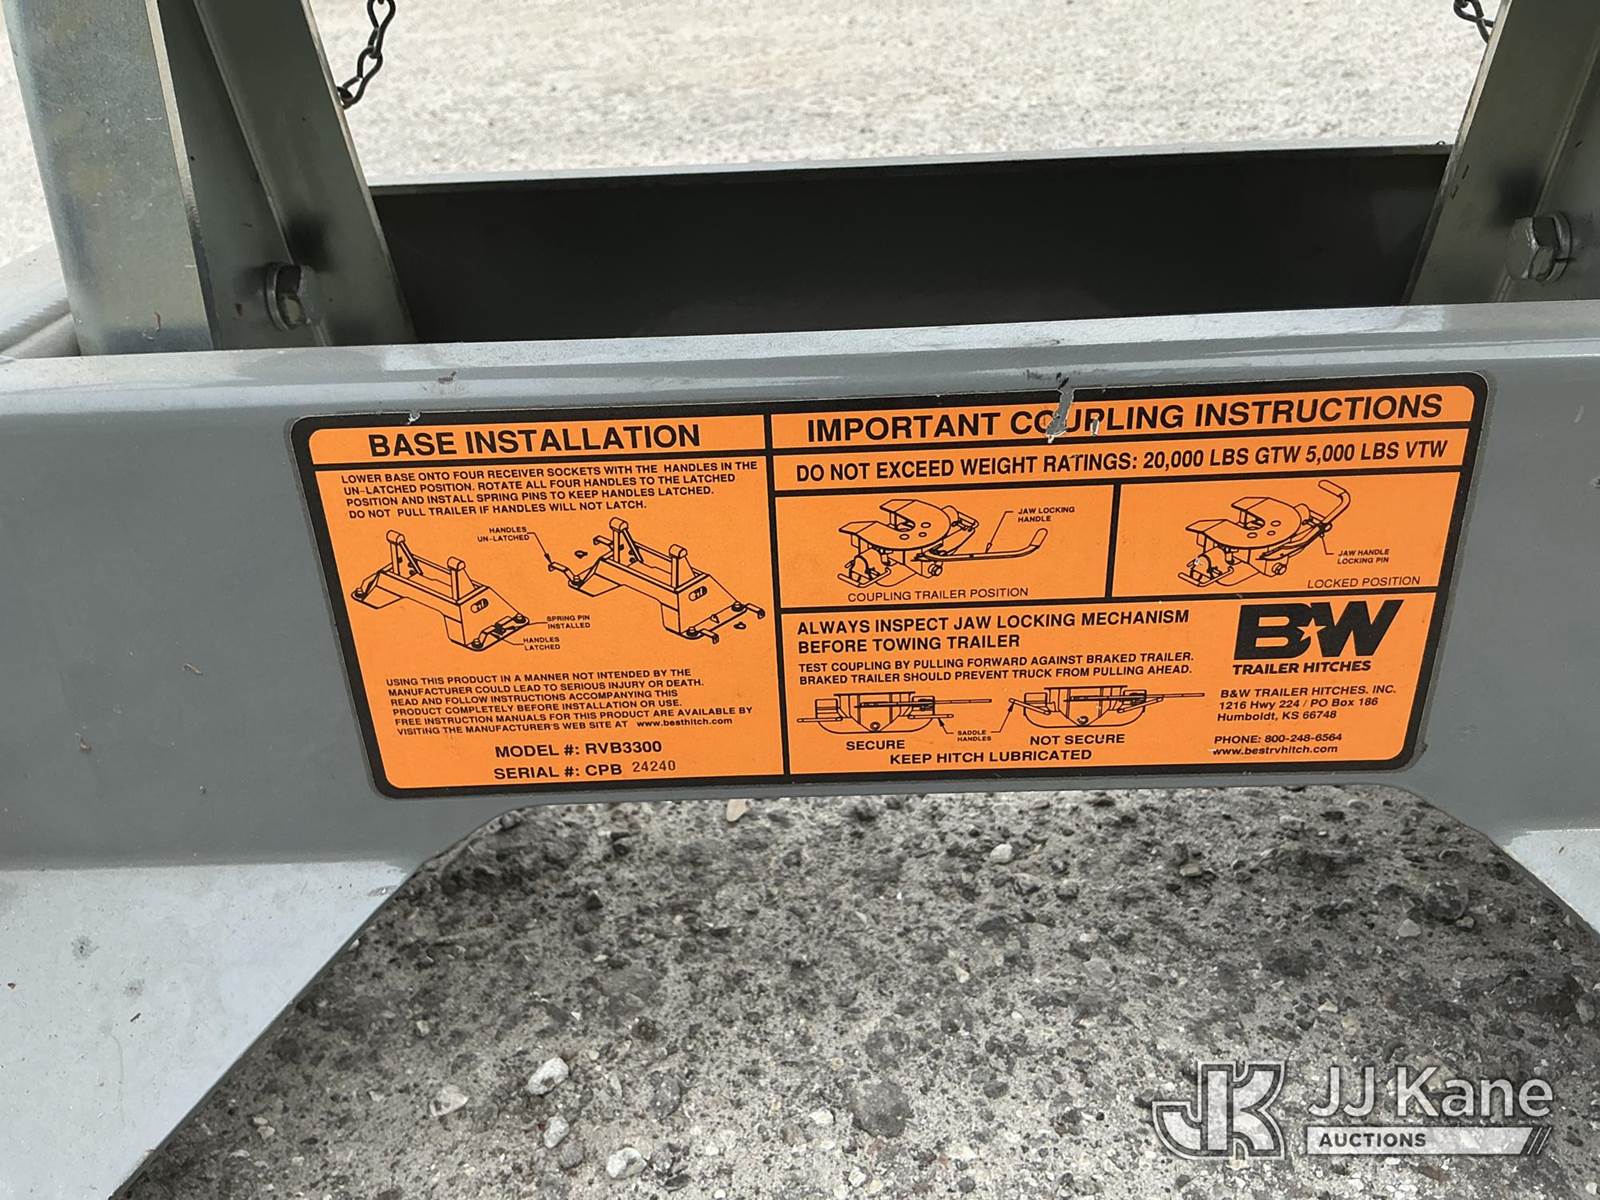 BASE INSTALLATION
LOWER BASE ONTO FOUR RECEIVER SOCKETS WITH THE HANDLES IN THE
UN-LATCHED POSITION. ROTATE ALL FOUR HANDLES TO THE LATCHED
POSITION AND INSTALL SPRING PINS TO KEEP HANDLES LATCHED.
DO NOT PULL TRAILER IF HANDLES WILL NOT LATCH.
HANDLES
UN-LATCHED
SPRING PIN
INSTALLED
HANDLES
LATCHED
USING THIS PRODUCT IN A MANNER NOT INTENDED BY THE
MANUFACTURER COULD LEAD TO SERIOUS INJURY OR DEATH.
READ AND FOLLOW INSTRUCTIONS ACCOMPANYING THIS
PRODUCT COMPLETELY BEFORE INSTALLATION OR USE.
FREE INSTRUCTION MANUALS FOR THIS PRODUCT ARE AVAILABLE BY
VISITING THE MANUFACTURER'S WEB SITE AT www.besthitch.com
MODEL #: RVB3300
SERIAL #: CPB 24240
IMPORTANT COUPLING INSTRUCTIONS
DO NOT EXCEED WEIGHT RATINGS: 20,000 LBS GTW 5,000 LBS VTW
JAW LOCKING
HANDLE
COUPLING TRAILER POSITION
JAW HANDLE
LOCKING PIN
LOCKED POSITION
ALWAYS INSPECT JAW LOCKING MECHANISM
BEFORE TOWING TRAILER
TEST COUPLING BY PULLING FORWARD AGAINST BRAKED TRAILER.
BRAKED TRAILER SHOULD PREVENT TRUCK FROM PULLING AHEAD.
SADDLE
HANDLES
SECURE
NOT SECURE
KEEP HITCH LUBRICATED
B&W
TRAILER HITCHES
B&W TRAILER HITCHES, INC.
1216 Hwy 224 / PO Box 186
Humboldt, KS 66748
PHONE: 800-248-6564
www.bestrvhitch.com
JK JJ Kane
AUCTIONS